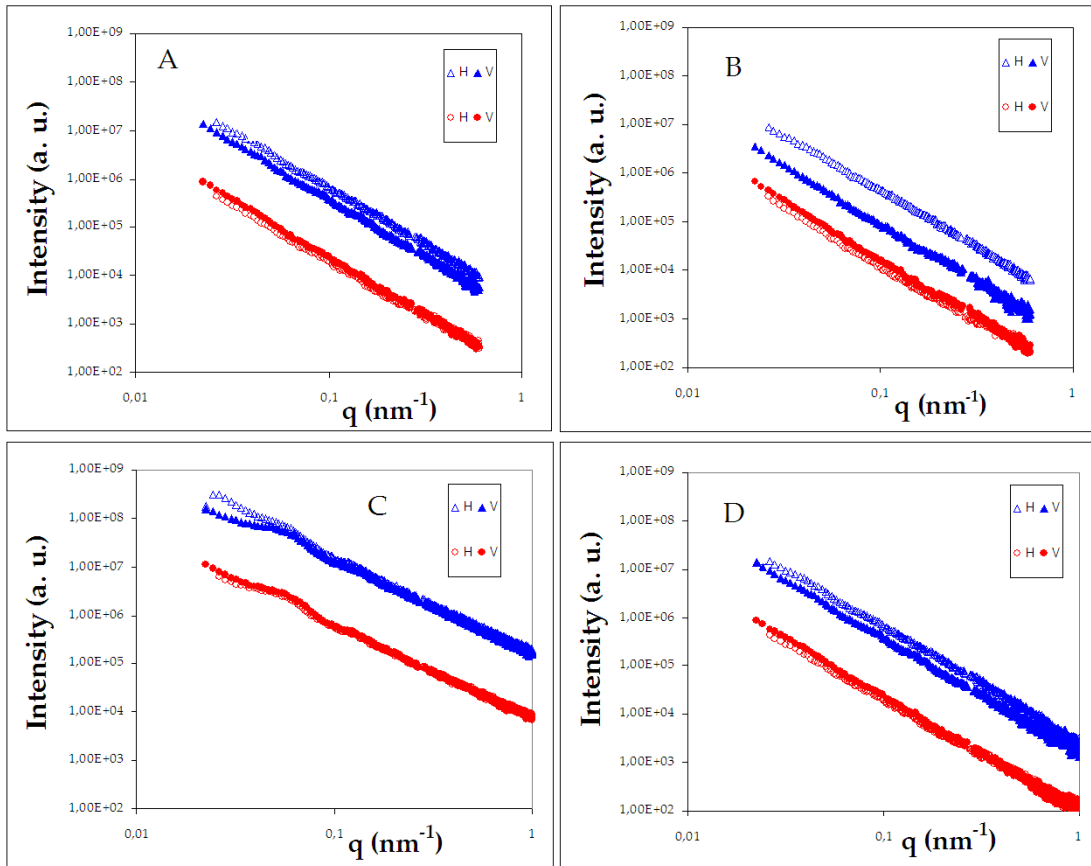 A
H V
H V
1,00E+09
1,00E+08
1,00E+07
1,00E+06
1,00E+05
1,00E+04
1,00E+03
1,00E+02
Intensity (a. u.)
0,01 0,1 1
q (nm-1)
B
H V
H V
1,00E+09
1,00E+08
1,00E+07
1,00E+06
1,00E+05
1,00E+04
1,00E+03
1,00E+02
Intensity (a. u.)
0,01 0,1 1
q (nm-1)
C
H V
H V
1,00E+09
1,00E+08
1,00E+07
1,00E+06
1,00E+05
1,00E+04
1,00E+03
1,00E+02
Intensity (a. u.)
0,01 0,1 1
q (nm-1)
D
H V
H V
1,00E+09
1,00E+08
1,00E+07
1,00E+06
1,00E+05
1,00E+04
1,00E+03
1,00E+02
Intensity (a. u.)
0,01 0,1 1
q (nm-1)